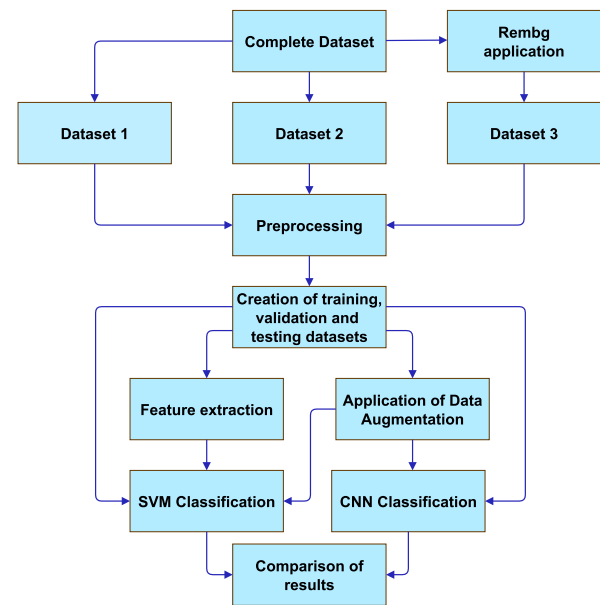 Complete Dataset
Rembg
application
Dataset 1
Dataset 2
Dataset 3
Preprocessing
Creation of training,
validation and
testing datasets
Feature extraction
Application of Data
Augmentation
SVM Classification
CNN Classification
Comparison of
results